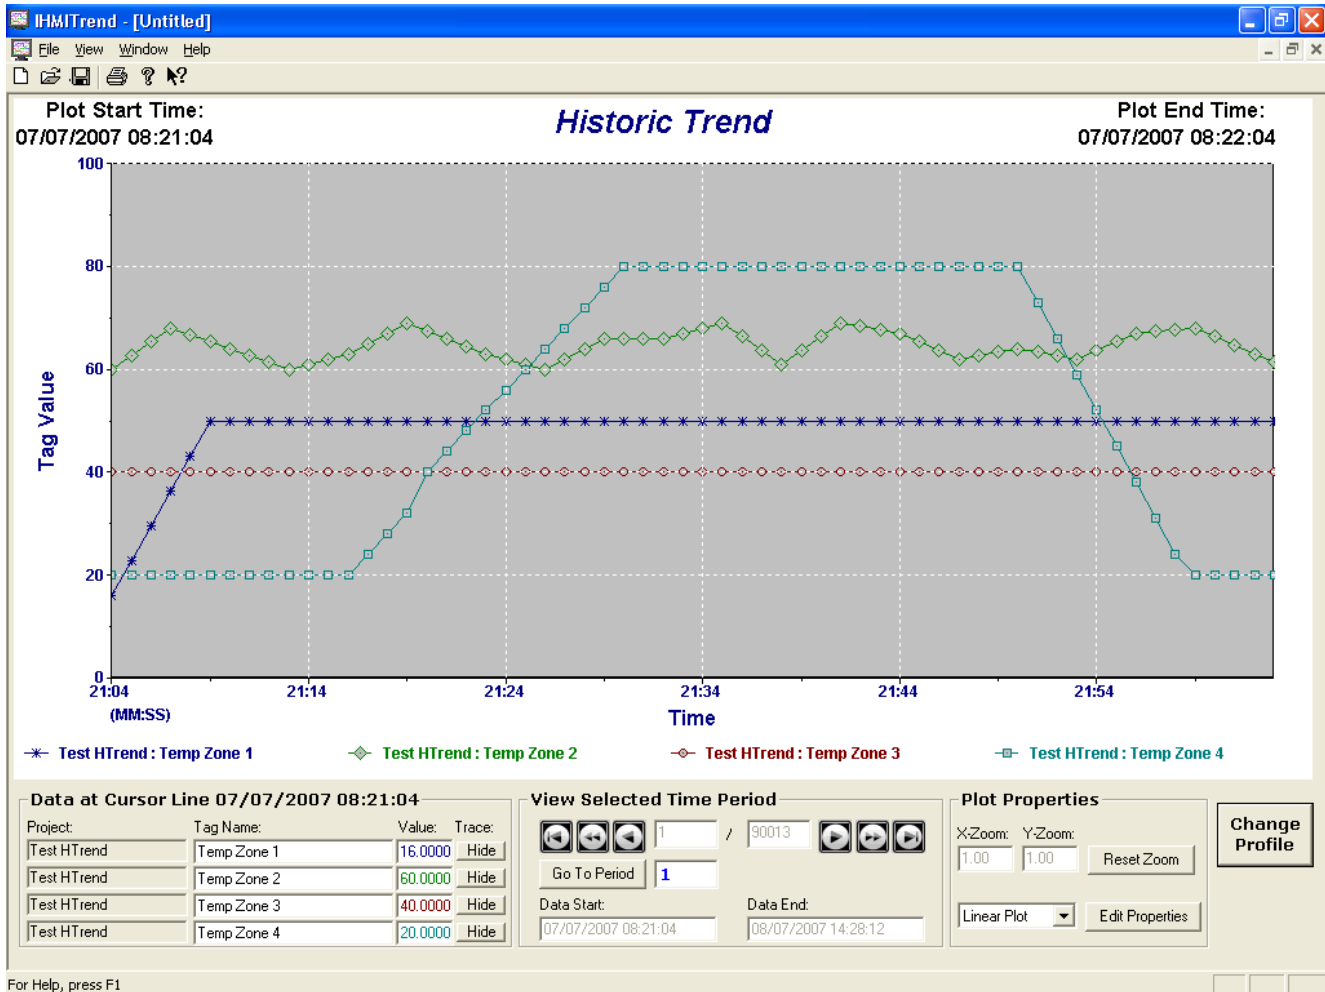 IHMITrend - [Untitled]
File View Window Help
Plot Start Time:
07/07/2007 08:21:04
Historic Trend
Plot End Time:
07/07/2007 08:22:04
100
80
60
40
20
0
Tag Value
21:04 21:14 21:24 21:34 21:44 21:54
(MM:SS)
Time
Test HTrend : Temp Zone 1 Test HTrend : Temp Zone 2 Test HTrend : Temp Zone 3 Test HTrend : Temp Zone 4
Data at Cursor Line 07/07/2007 08:21:04
Project: Tag Name: Value: Trace:
Test HTrend Temp Zone 1 16.0000 Hide
Test HTrend Temp Zone 2 60.0000 Hide
Test HTrend Temp Zone 3 40.0000 Hide
Test HTrend Temp Zone 4 20.0000 Hide
View Selected Time Period
1 / 90013
Go To Period 1
Data Start: Data End:
07/07/2007 08:21:04 08/07/2007 14:28:12
Plot Properties
X-Zoom: Y-Zoom:
1.00 1.00 Reset Zoom
Linear Plot Edit Properties
Change
Profile
For Help, press F1